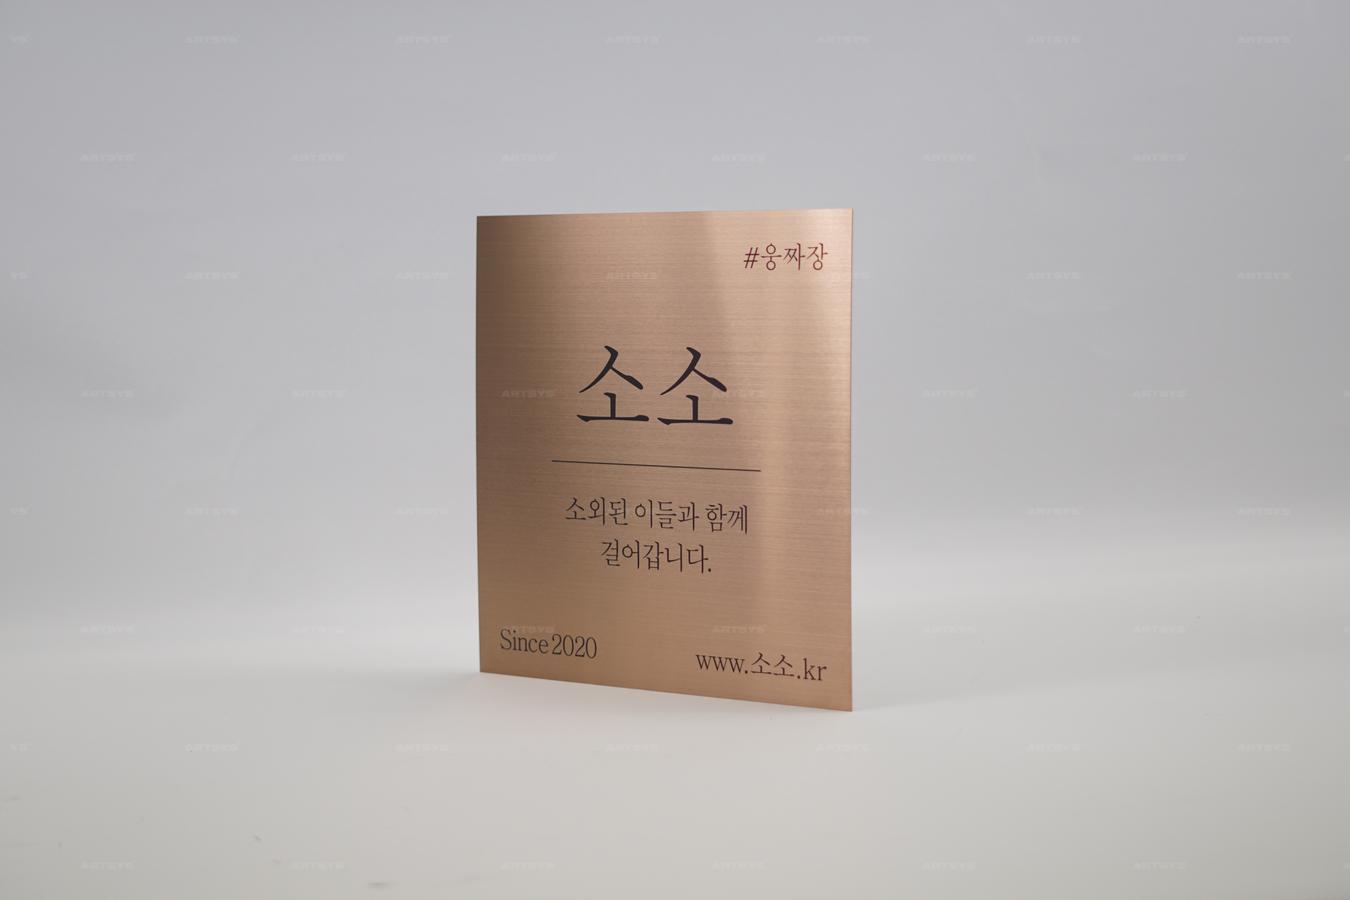 #웅짜장
소소
소외된 이들과 함께
걸어갑니다.
Since 2020
www.소소.kr
ARTSYS